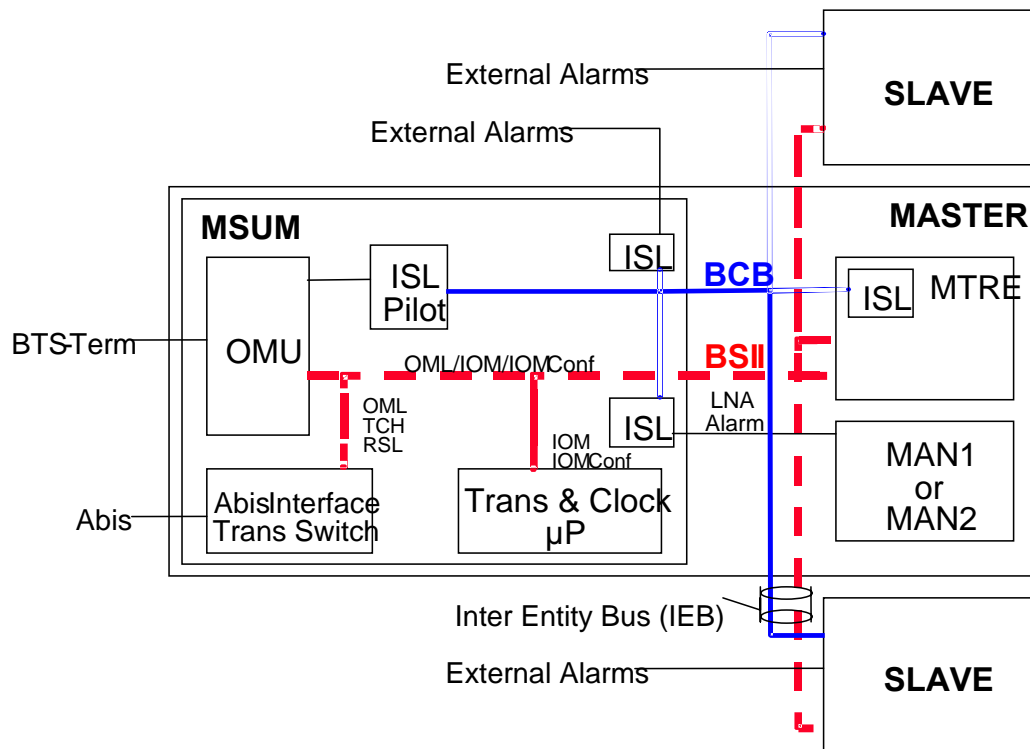 External Alarms
SLAVE
External Alarms
MSUM
MASTER
ISL
Pilot
ISL
BCB
ISL
MTRE
BTS-Term
OMU
OML/IOM/IOMConf
BSII
OML
TCH
RSL
LNA
Alarm
ISL
IOM
IOMConf
MAN1
or
MAN2
Abis
AbisInterface
Trans Switch
Trans & Clock
µP
Inter Entity Bus (IEB)
External Alarms
SLAVE